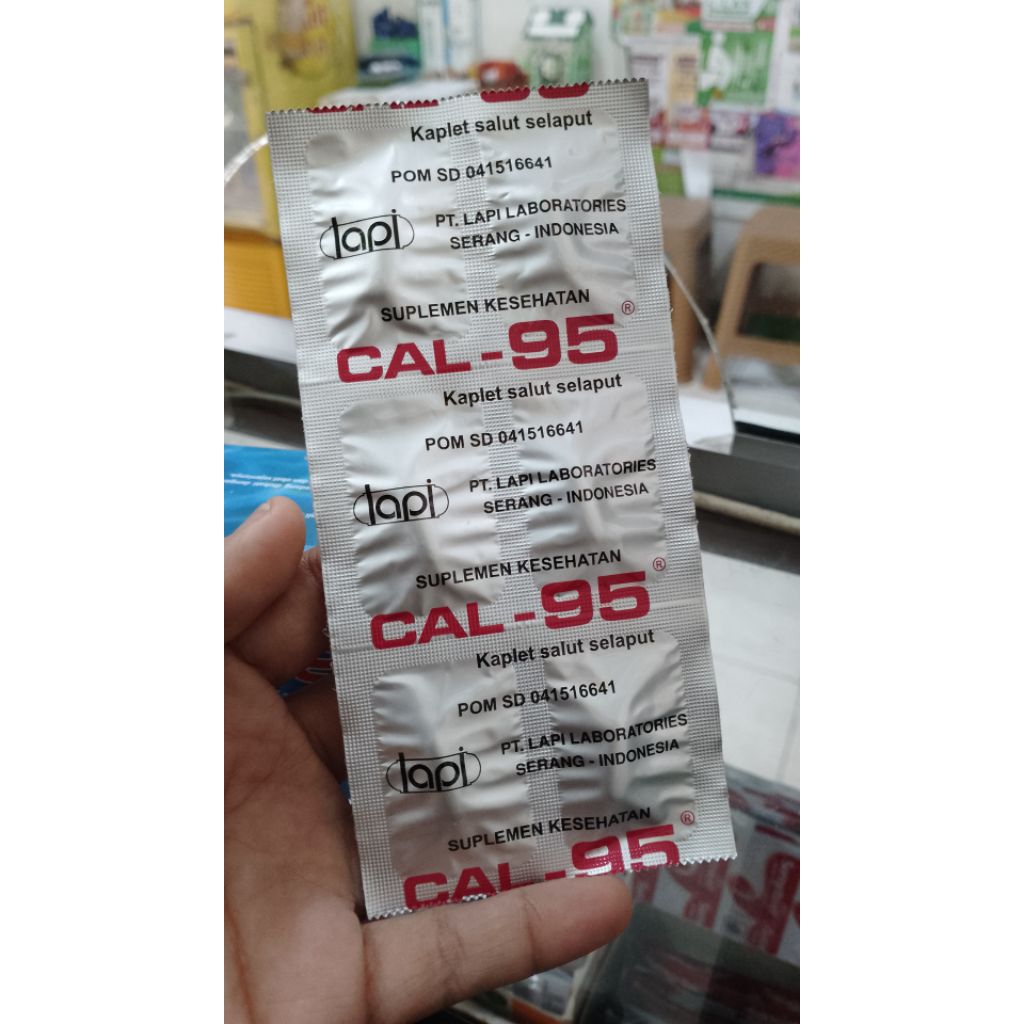 Kaplet salut selaput
POM SD 041516641
lapi
PT. LAPI LABORATORIES
SERANG - INDONESIA
SUPLEMEN KESEHATAN
CAL-95®
Kaplet salut selaput
POM SD 041516641
lapi
PT. LAPI LABORATORIES
SERANG - INDONESIA
SUPLEMEN KESEHATAN
CAL-95®
Kaplet salut selaput
POM SD 041516641
lapi
PT. LAPI LABORATORIES
SERANG - INDONESIA
SUPLEMEN KESEHATAN
CAL-95®